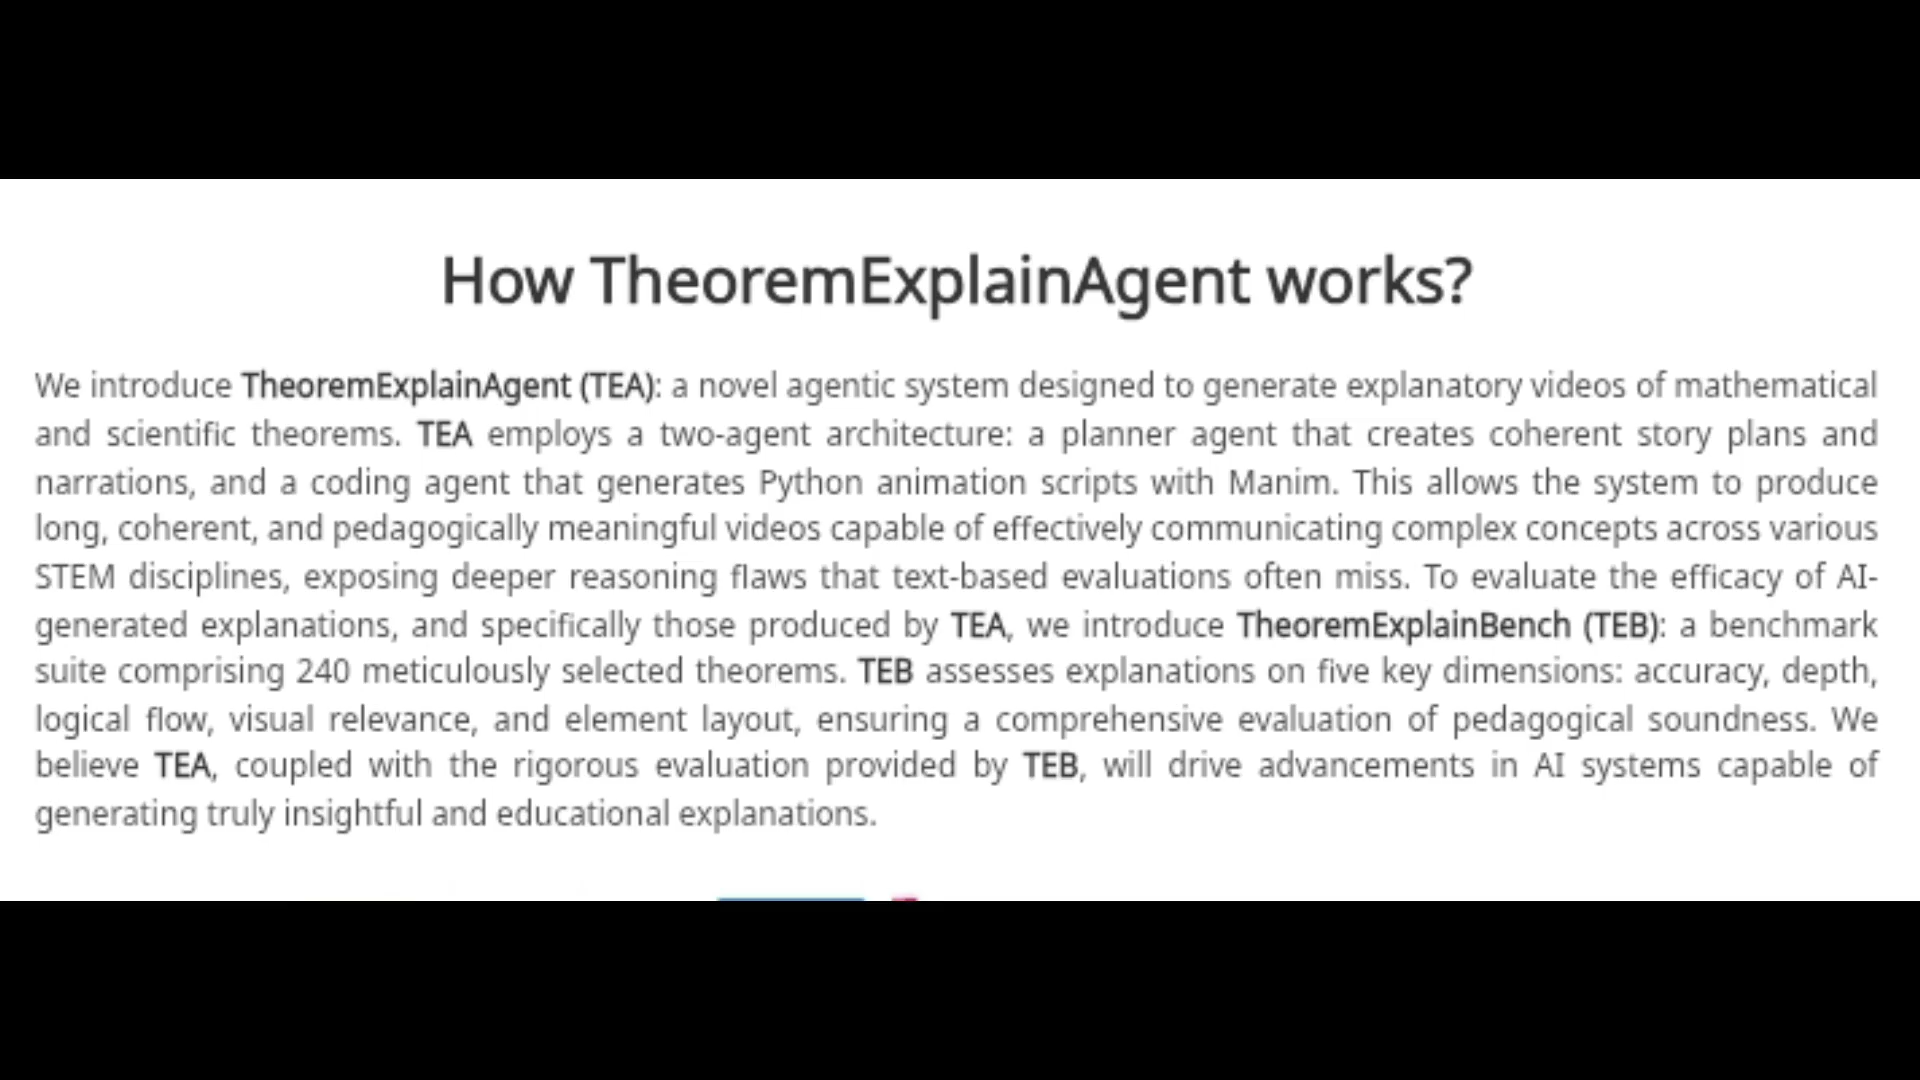 How TheoremExplainAgent works?
We introduce TheoremExplainAgent (TEA): a novel agentic system designed to generate explanatory videos of mathematical
and scientific theorems. TEA employs a two-agent architecture: a planner agent that creates coherent story plans and
narrations, and a coding agent that generates Python animation scripts with Manim. This allows the system to produce
long, coherent, and pedagogically meaningful videos capable of effectively communicating complex concepts across various
STEM disciplines, exposing deeper reasoning flaws that text-based evaluations often miss. To evaluate the efficacy of AI-
generated explanations, and specifically those produced by TEA, we introduce TheoremExplainBench (TEB): a benchmark
suite comprising 240 meticulously selected theorems. TEB assesses explanations on five key dimensions: accuracy, depth,
logical flow, visual relevance, and element layout, ensuring a comprehensive evaluation of pedagogical soundness. We
believe TEA, coupled with the rigorous evaluation provided by TEB, will drive advancements in AI systems capable of
generating truly insightful and educational explanations.